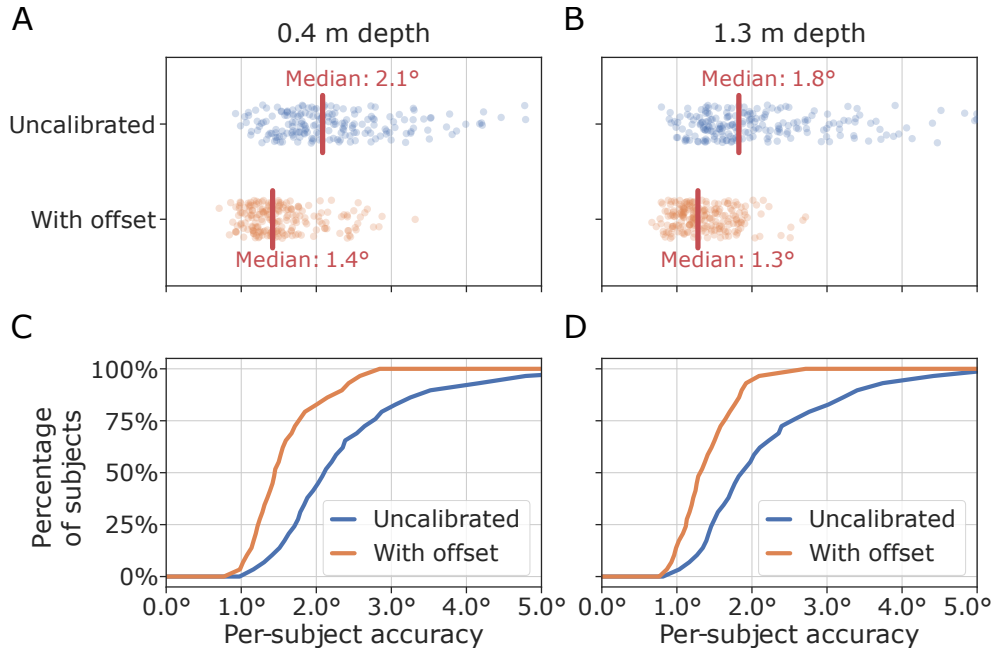 A
0.4 m depth
B
1.3 m depth
Median: 2.1°
Median: 1.8°
Uncalibrated
With offset
Median: 1.4°
Median: 1.3°
C
D
100%
75%
50%
25%
0%
Percentage
of subjects
Uncalibrated
With offset
Uncalibrated
With offset
0.0° 1.0° 2.0° 3.0° 4.0° 5.0°
0.0° 1.0° 2.0° 3.0° 4.0° 5.0°
Per-subject accuracy
Per-subject accuracy